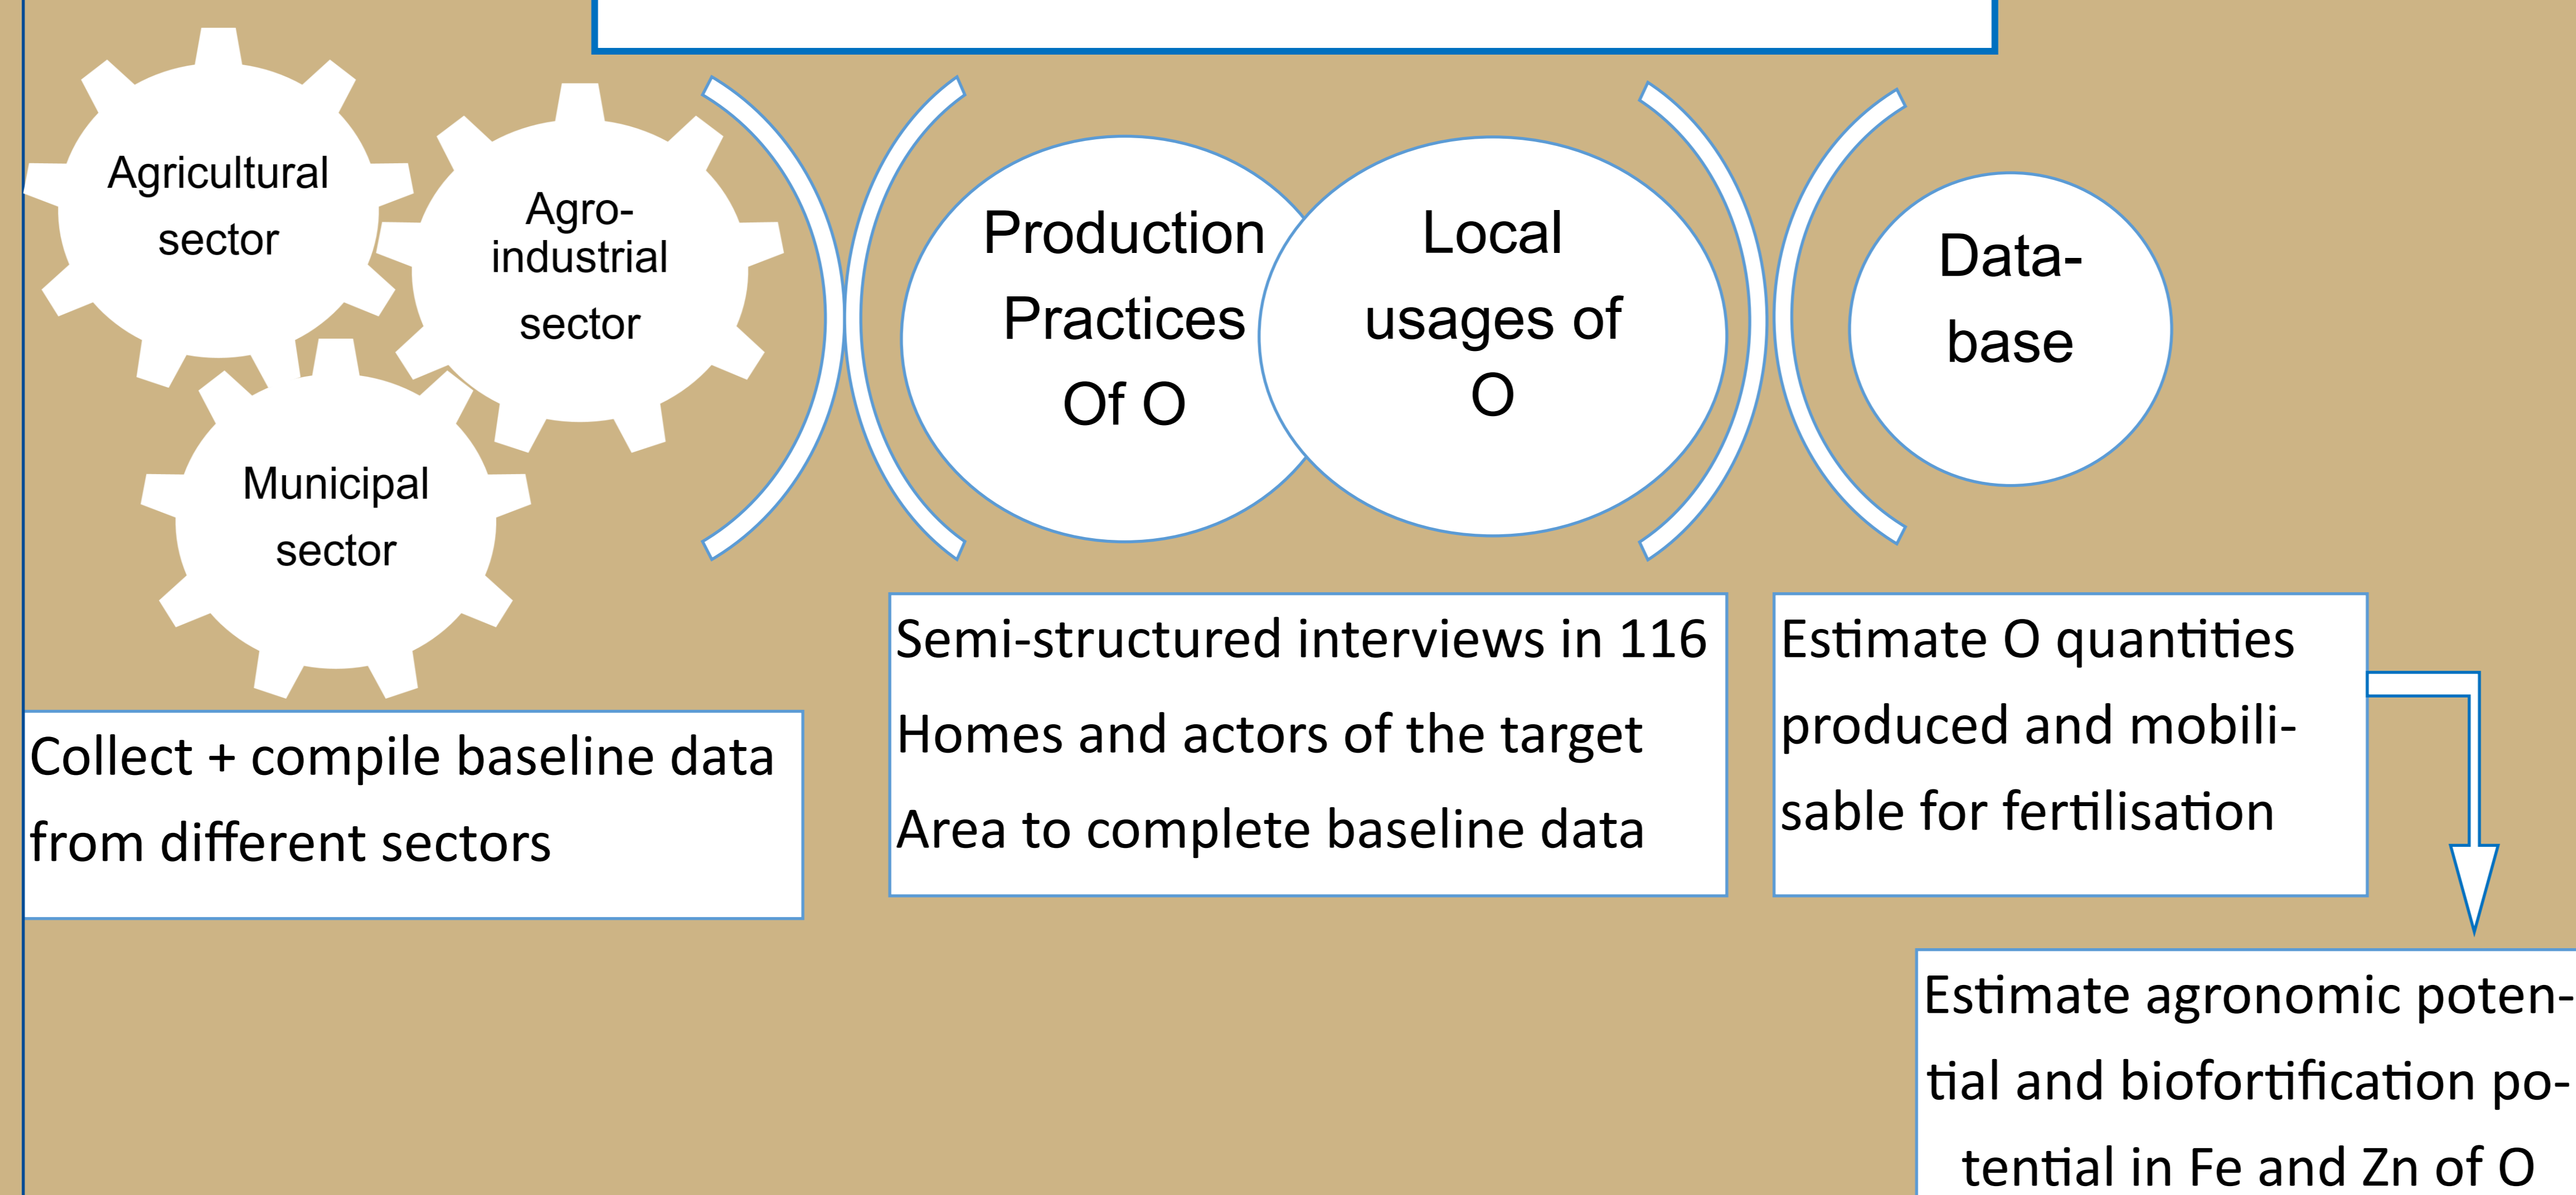 Agricultural
sector
Agro-
industrial
sector
Municipal
sector
Collect + compile baseline data
from different sectors
Production
Practices
Of O
Local
usages of
O
Semi-structured interviews in 116
Homes and actors of the target
Area to complete baseline data
Data-
base
Estimate O quantities
produced and mobili-
sable for fertilisation
Estimate agronomic poten-
tial and biofortification po-
tential in Fe and Zn of O